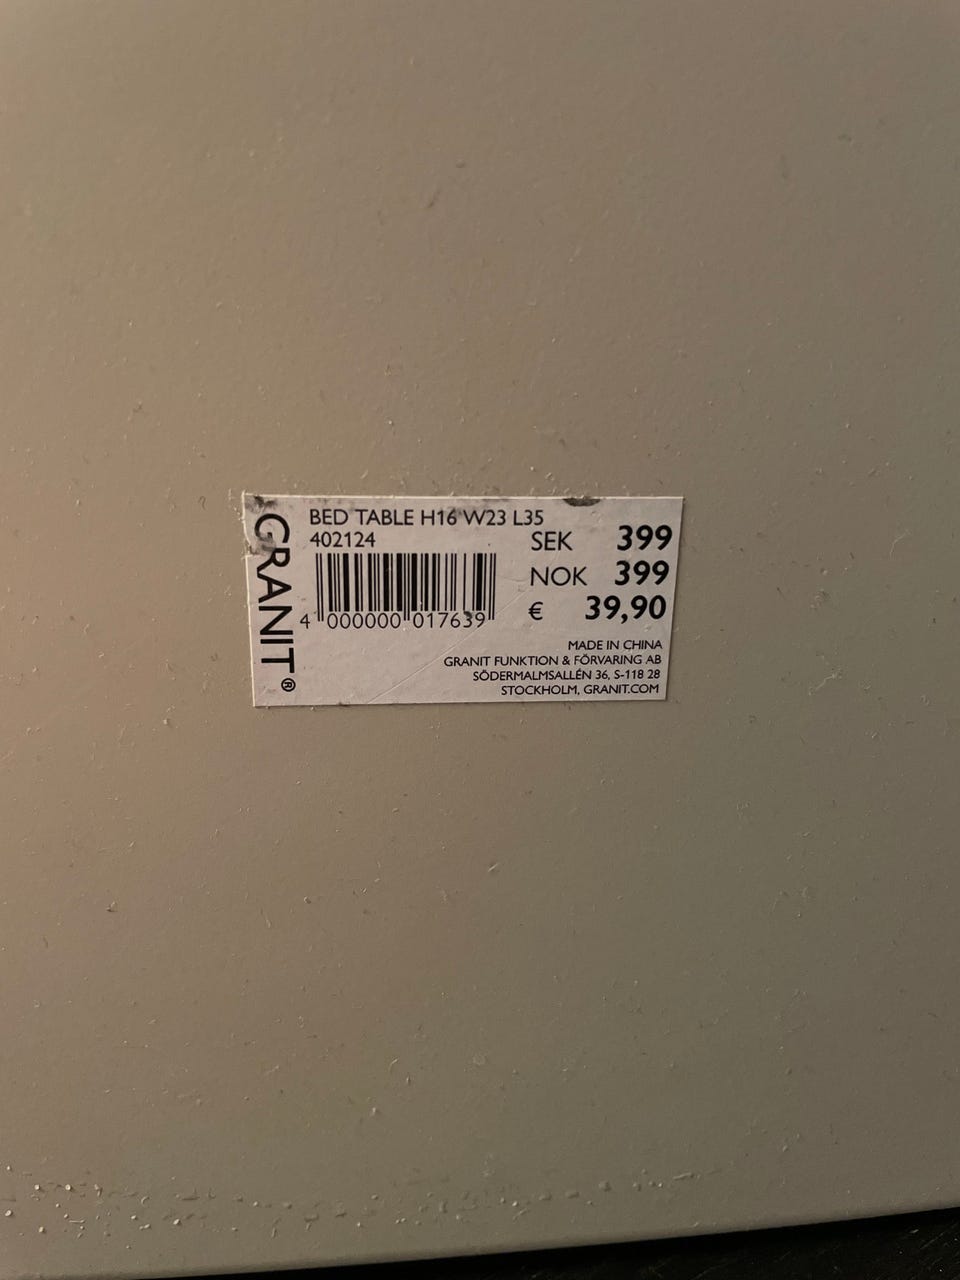 GRANIT®
BED TABLE H16 W23 L35
402124
4 000000 017639
SEK 399
NOK 399
€ 39,90
MADE IN CHINA
GRANIT FUNKTION & FÖRVARING AB
SÖDERMALMSALLÉN 36, S-118 28
STOCKHOLM, GRANIT.COM